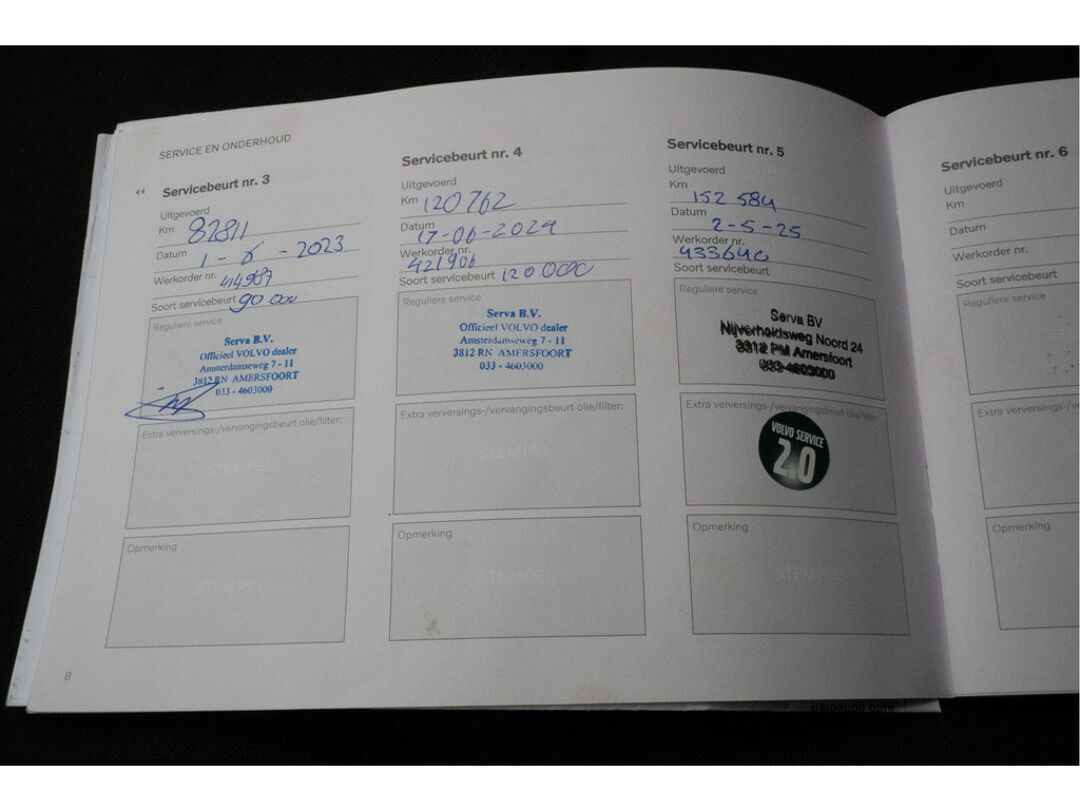 SERVICE EN ONDERHOUD
Servicebeurt nr. 3
Uitgevoerd
Km 82811
Datum 1 - 6 - 2023
Werkorder nr. 414987
Soort servicebeurt 90 000
Reguliere service
Serva B.V.
Officieel VOLVO dealer
Amsterdamseweg 7 - 11
3812 RN AMERSFOORT
033 - 4603000
Extra verversings-/vervangingsbeurt olie/filter:
STEMPEL
Opmerking
STEMPEL
8
Servicebeurt nr. 4
Uitgevoerd
Km 120762
Datum 17-06-2024
Werkorder nr. 421906
Soort servicebeurt 120000
Reguliere service
Serva B.V.
Officieel VOLVO dealer
Amsterdamseweg 7 - 11
3812 RN AMERSFOORT
033 - 4603000
Extra verversings-/vervangingsbeurt olie/filter:
STEMPEL
Opmerking
STEMPEL
Servicebeurt nr. 5
Uitgevoerd
Km 152 584
Datum 2-5-25
Werkorder nr. 433640
Soort servicebeurt
Reguliere service
Serva BV
Nijverheidsweg Noord 24
3812 PM Amersfoort
033-4603000
Extra verversings-/vervangingsbeurt olie/filter:
VOLVO SERVICE
2.0
Opmerking
STEMPEL
Servicebeurt nr. 6
Uitgevoerd
Km
Datum
Werkorder nr.
Soort servicebeurt
Reguliere service
Extra verversings-/
Opmerking